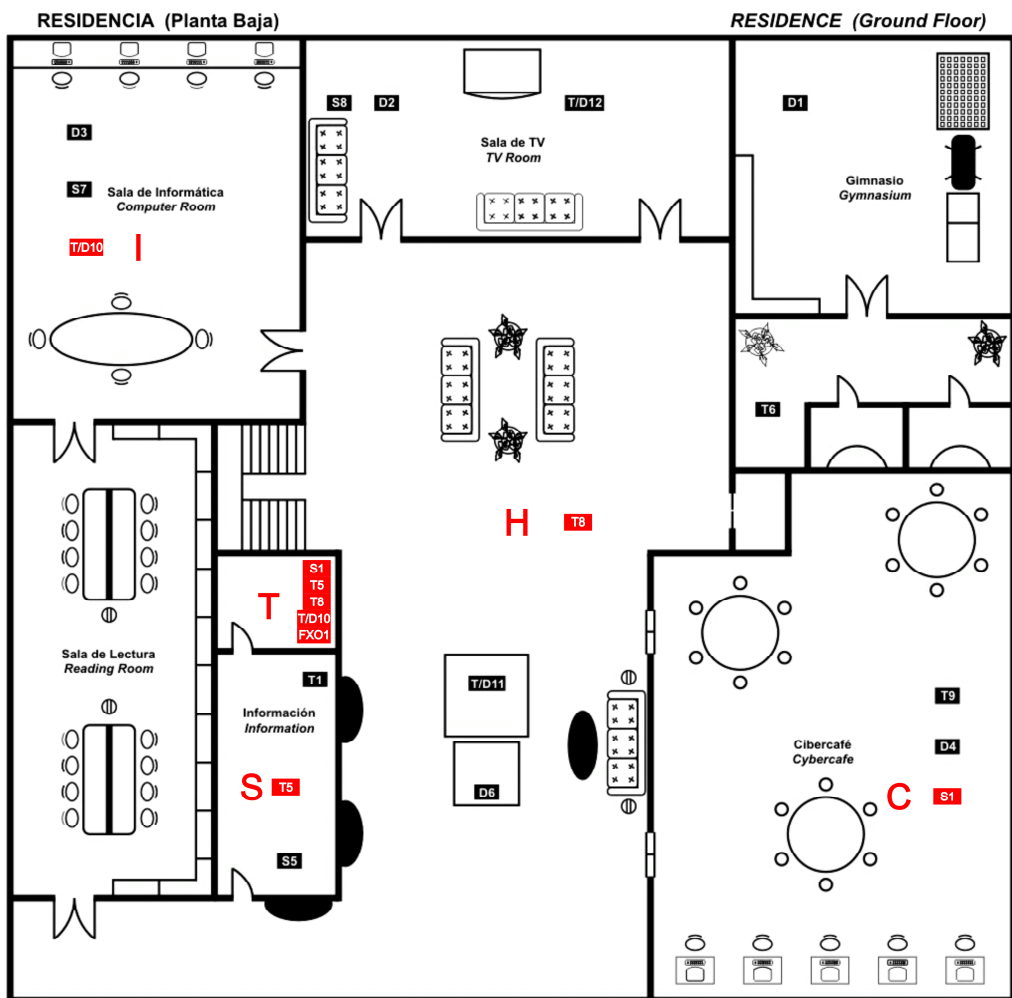 RESIDENCIA (Planta Baja)
RESIDENCE (Ground Floor)
S8
D2
T/D12
D1
D3
Sala de TV
TV Room
S7
Sala de Informática
Computer Room
Gimnasio
Gymnasium
T/D10
I
T6
H
T8
T
S1
T5
T8
T/D10
FXO1
Sala de Lectura
Reading Room
T1
T/D11
T9
Información
Information
Cibercafé
Cybercafe
D4
S
T5
D6
C
S1
S5